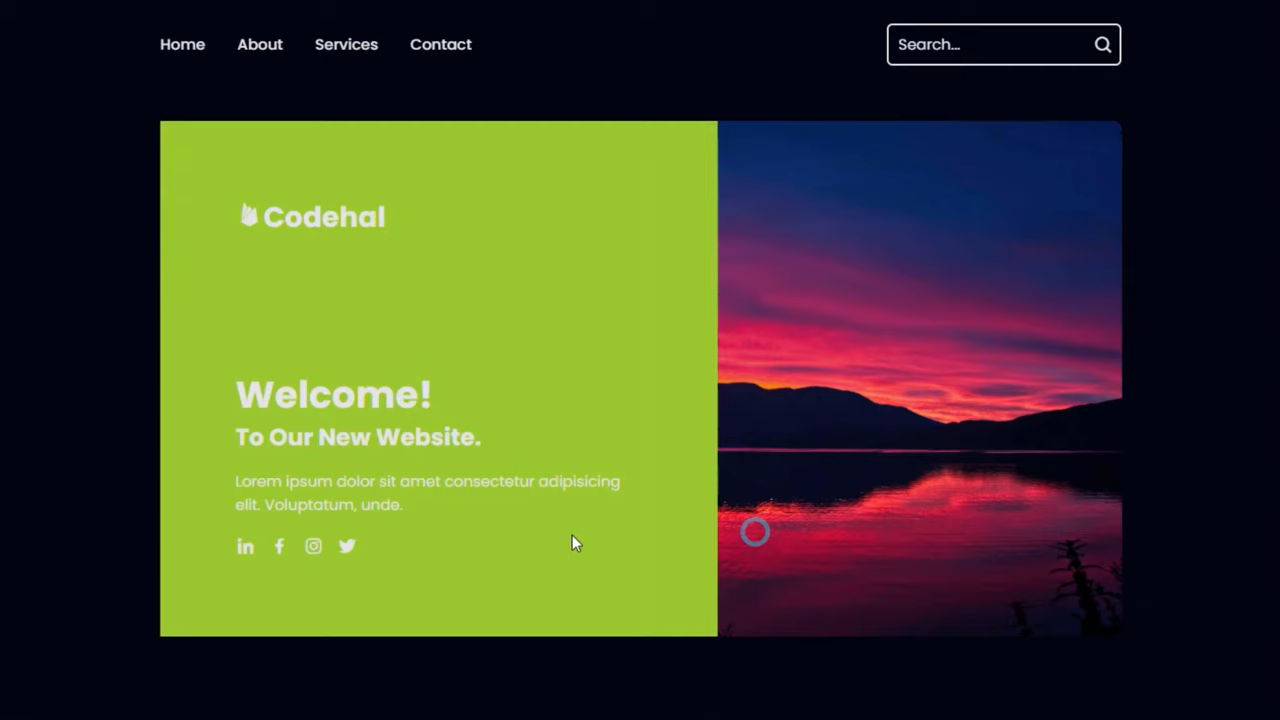 Home About Services Contact Search...
Codehal
Welcome!
To Our New Website.
Lorem ipsum dolor sit amet consectetur adipisicing
elit. Voluptatum, unde.